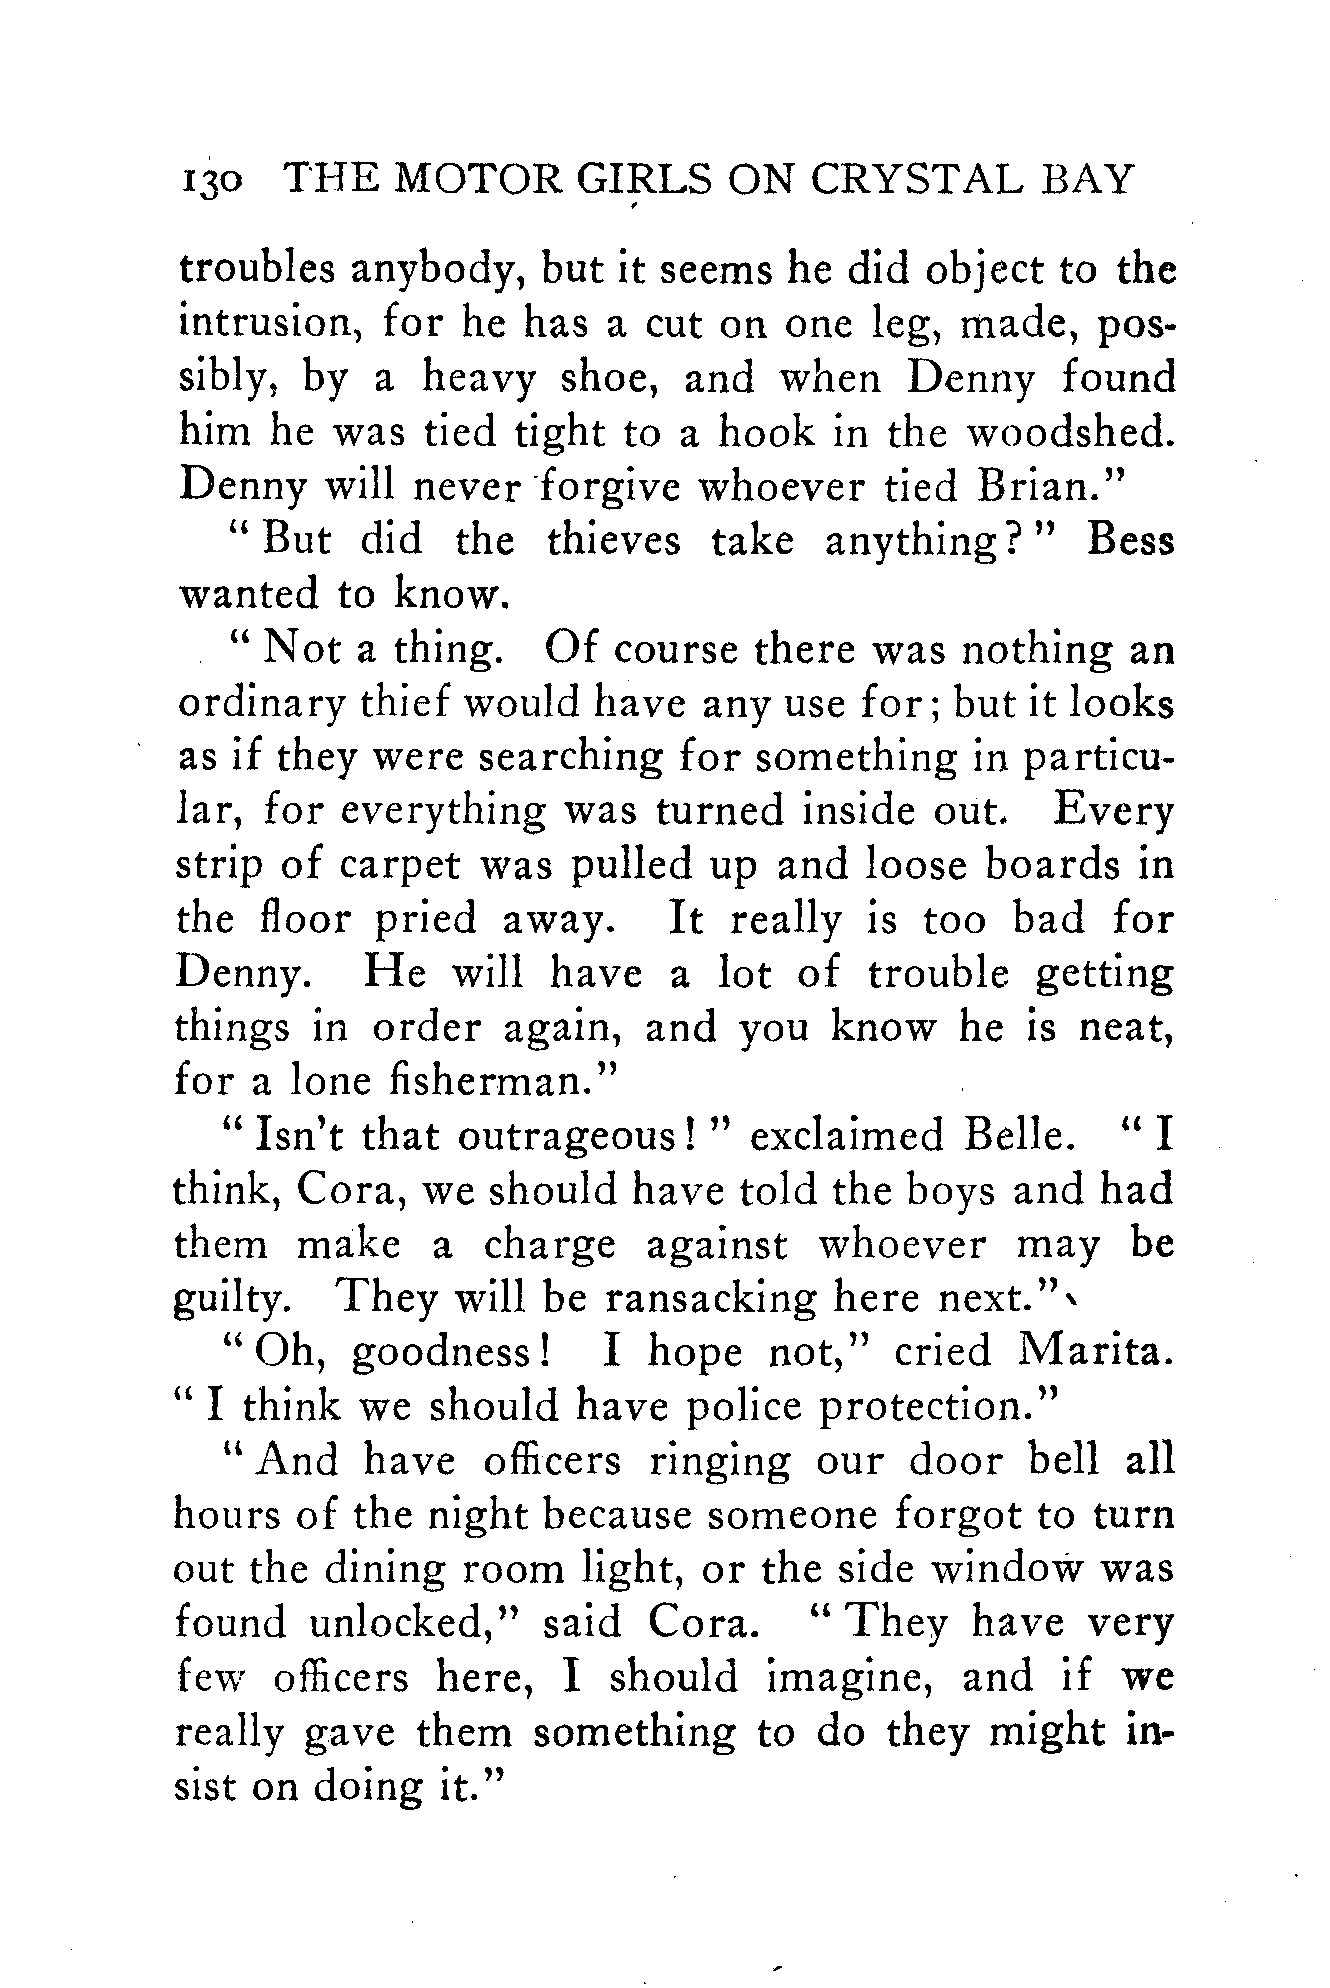 130 THE MOTOR GIRLS ON CRYSTAL BAY
troubles anybody, but it seems he did object to the
intrusion, for he has a cut on one leg, made, pos-
sibly, by a heavy shoe, and when Denny found
him he was tied tight to a hook in the woodshed.
Denny will never forgive whoever tied Brian."
" But did the thieves take anything? " Bess
wanted to know.
" Not a thing. Of course there was nothing an
ordinary thief would have any use for; but it looks
as if they were searching for something in particu-
lar, for everything was turned inside out. Every
strip of carpet was pulled up and loose boards in
the floor pried away. It really is too bad for
Denny. He will have a lot of trouble getting
things in order again, and you know he is neat,
for a lone fisherman."
" Isn't that outrageous! " exclaimed Belle. " I
think, Cora, we should have told the boys and had
them make a charge against whoever may be
guilty. They will be ransacking here next."
" Oh, goodness! I hope not," cried Marita.
" I think we should have police protection."
" And have officers ringing our door bell all
hours of the night because someone forgot to turn
out the dining room light, or the side window was
found unlocked," said Cora. " They have very
few officers here, I should imagine, and if we
really gave them something to do they might in-
sist on doing it."